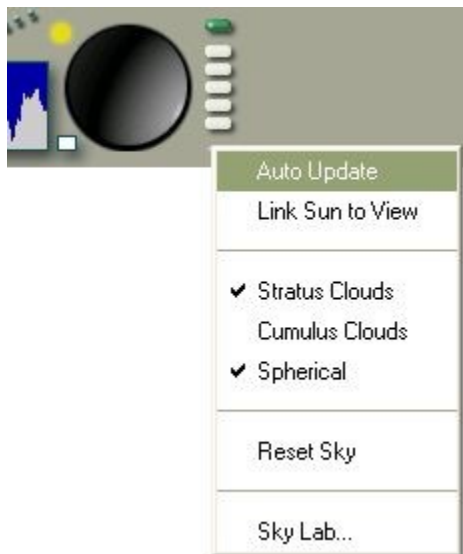 Auto Update
Link Sun to View
Stratus Clouds
Cumulus Clouds
Spherical
Reset Sky
Sky Lab...